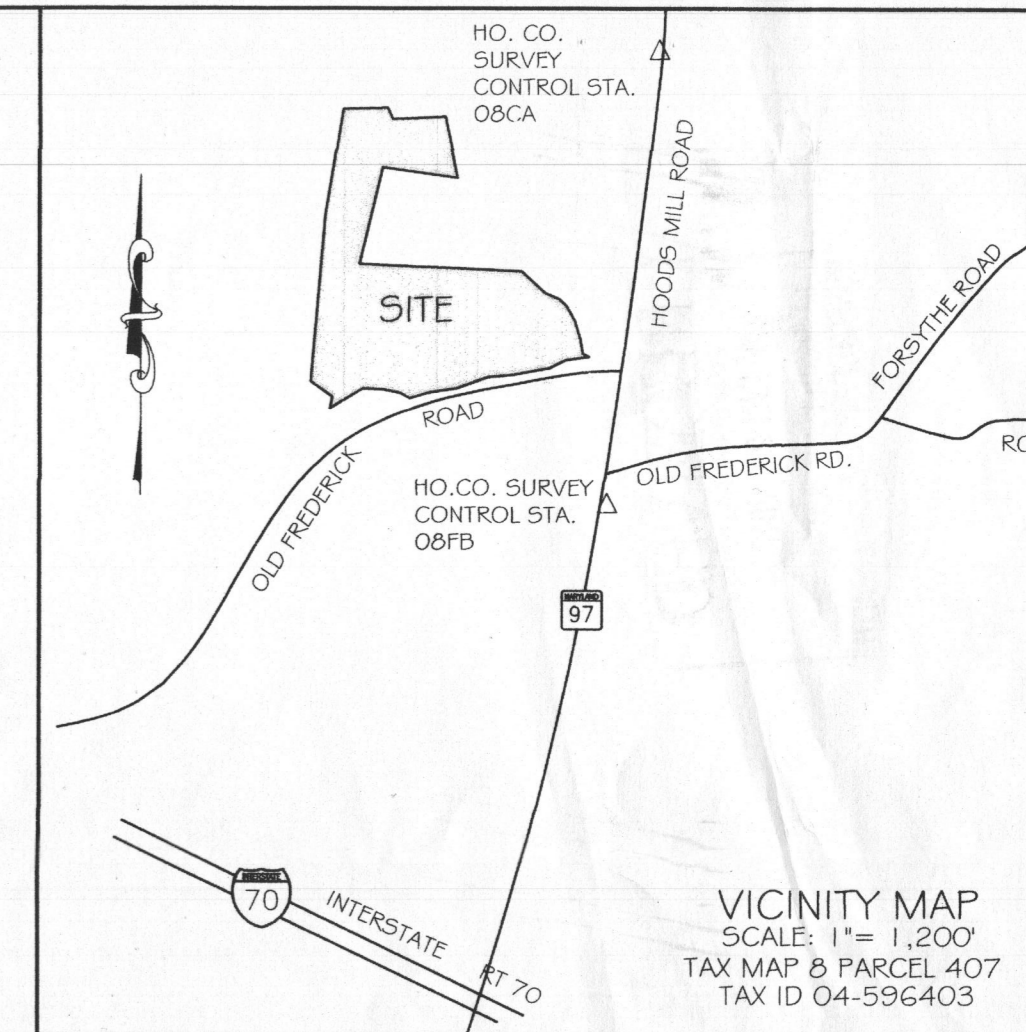 HO. CO.
SURVEY
CONTROL STA.
08CA
HOODS MILL ROAD
SITE
FORSYTHE ROAD
ROAD
OLD FREDERICK
OLD FREDERICK RD.
RO
HO.CO. SURVEY
CONTROL STA.
08FB
MARYLAND
97
INTERSTATE
70
INTERSTATE
RT 70
VICINITY MAP
SCALE: 1"= 1,200'
TAX MAP 8 PARCEL 407
TAX ID 04-596403